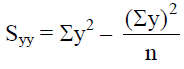 Syy = Σy² – (Σy)² / n